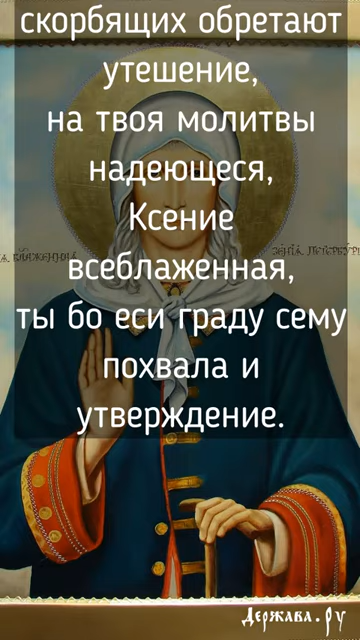 скорбящих обретают
утешение,
на твоя молитвы
надеющеся,
Ксение
всеблаженная,
ты бо еси граду сему
похвала и
утверждение.
Держава.ру